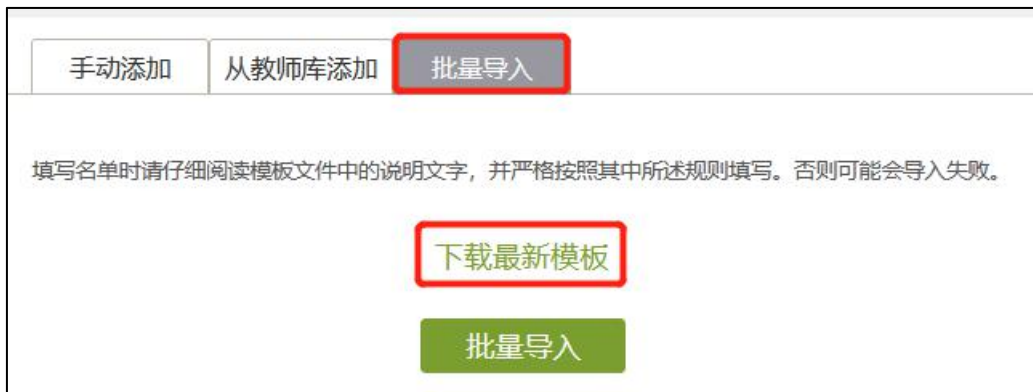 手动添加 从教师库添加 批量导入
填写名单时请仔细阅读模板文件中的说明文字，并严格按照其中所述规则填写。否则可能会导入失败。
下载最新模板
批量导入